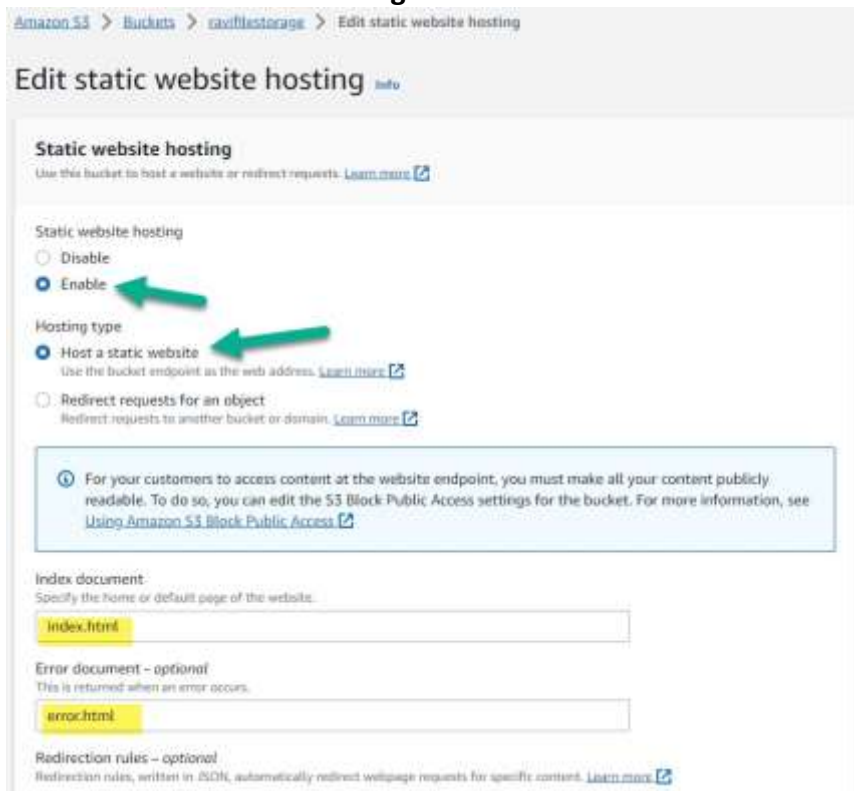 Amazon S3 > Buckets > ravifilestorage > Edit static website hosting
Edit static website hosting Info
Static website hosting
Use this bucket to host a website or redirect requests. Learn more
Static website hosting
Disable
Enable
Hosting type
Host a static website
Use the bucket endpoint as the web address. Learn more
Redirect requests for an object
Redirect requests to another bucket or domain. Learn more
For your customers to access content at the website endpoint, you must make all your content publicly
readable. To do so, you can edit the S3 Block Public Access settings for the bucket. For more information, see
Using Amazon S3 Block Public Access
Index document
Specify the home or default page of the website.
index.html
Error document – optional
This is returned when an error occurs.
error.html
Redirection rules – optional
Redirection rules, written in JSON, automatically redirect webpage requests for specific content. Learn more